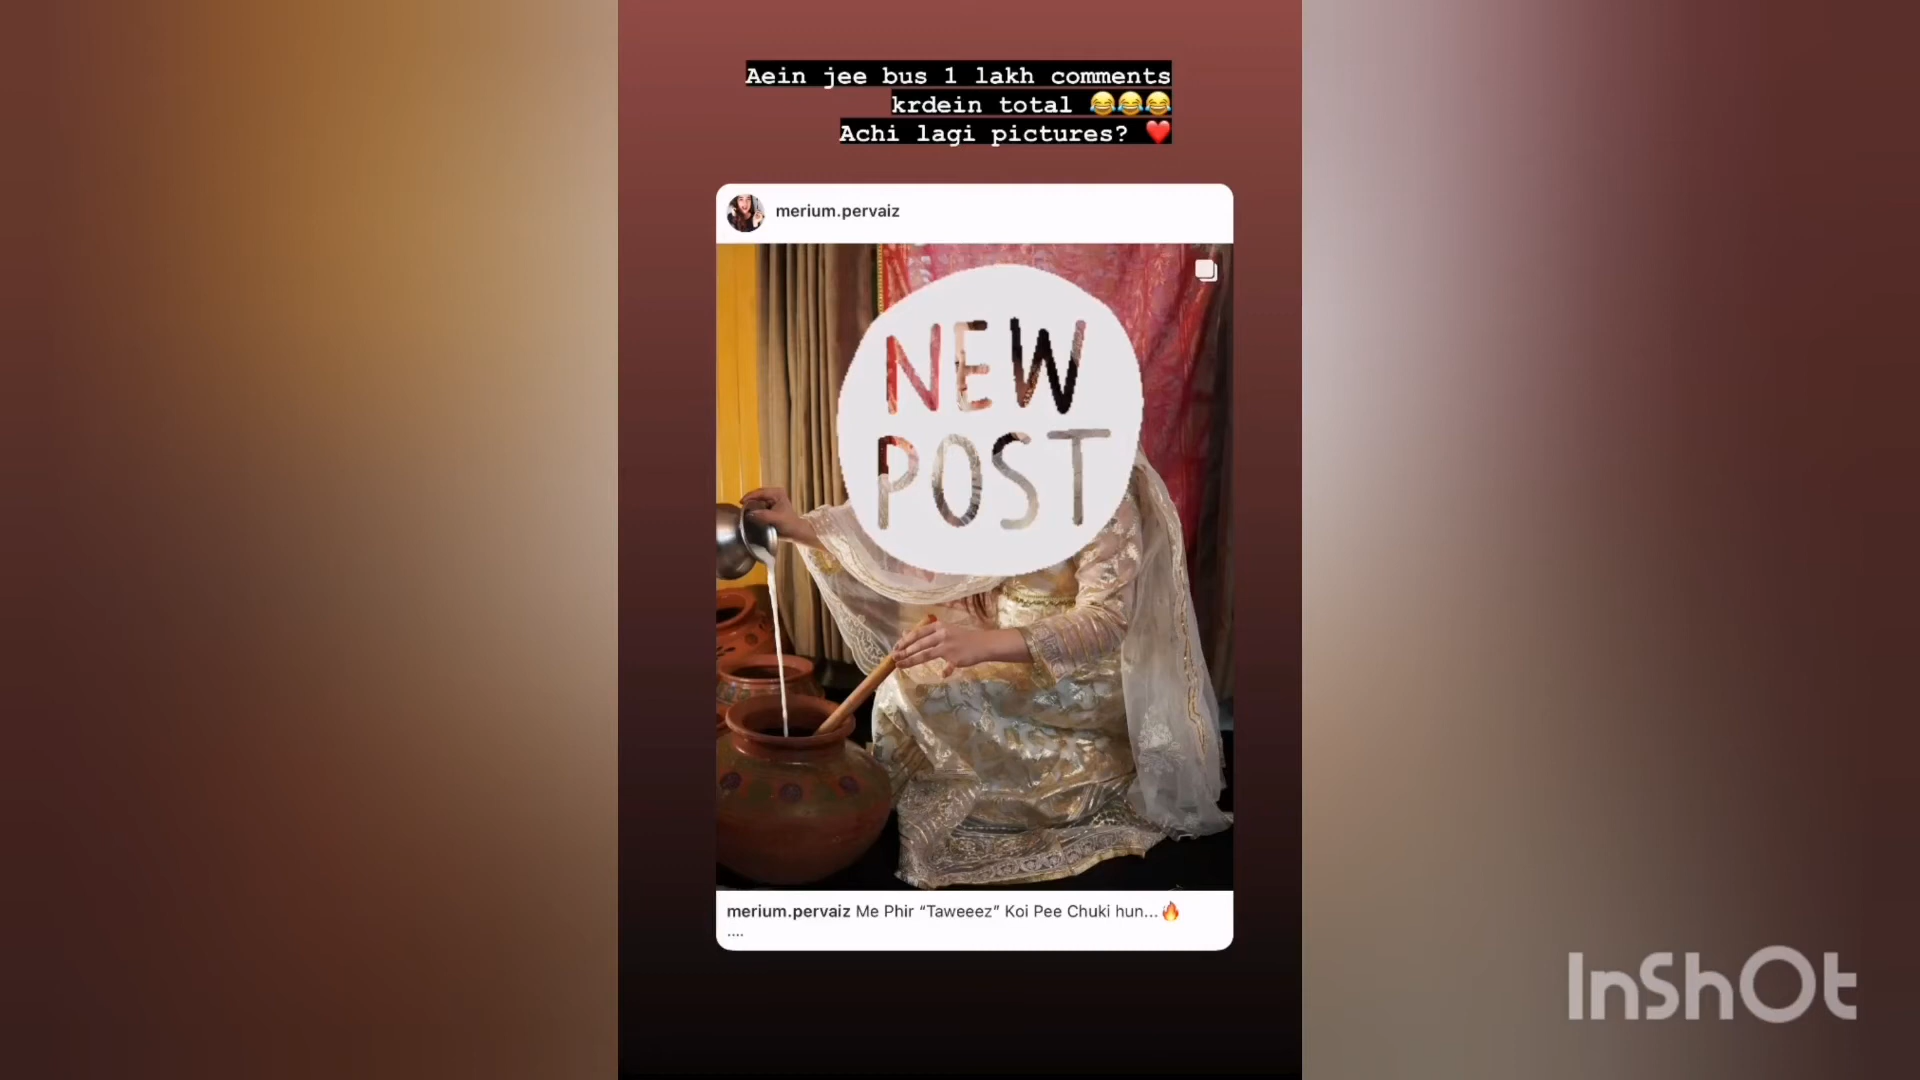 Aein jee bus 1 lakh comments
krdein total 😂😂😂
Achi lagi pictures? ❤️
merium.pervaiz
NEW
POST
merium.pervaiz Me Phir “Taweeez” Koi Pee Chuki hun...🔥
....
InShOt